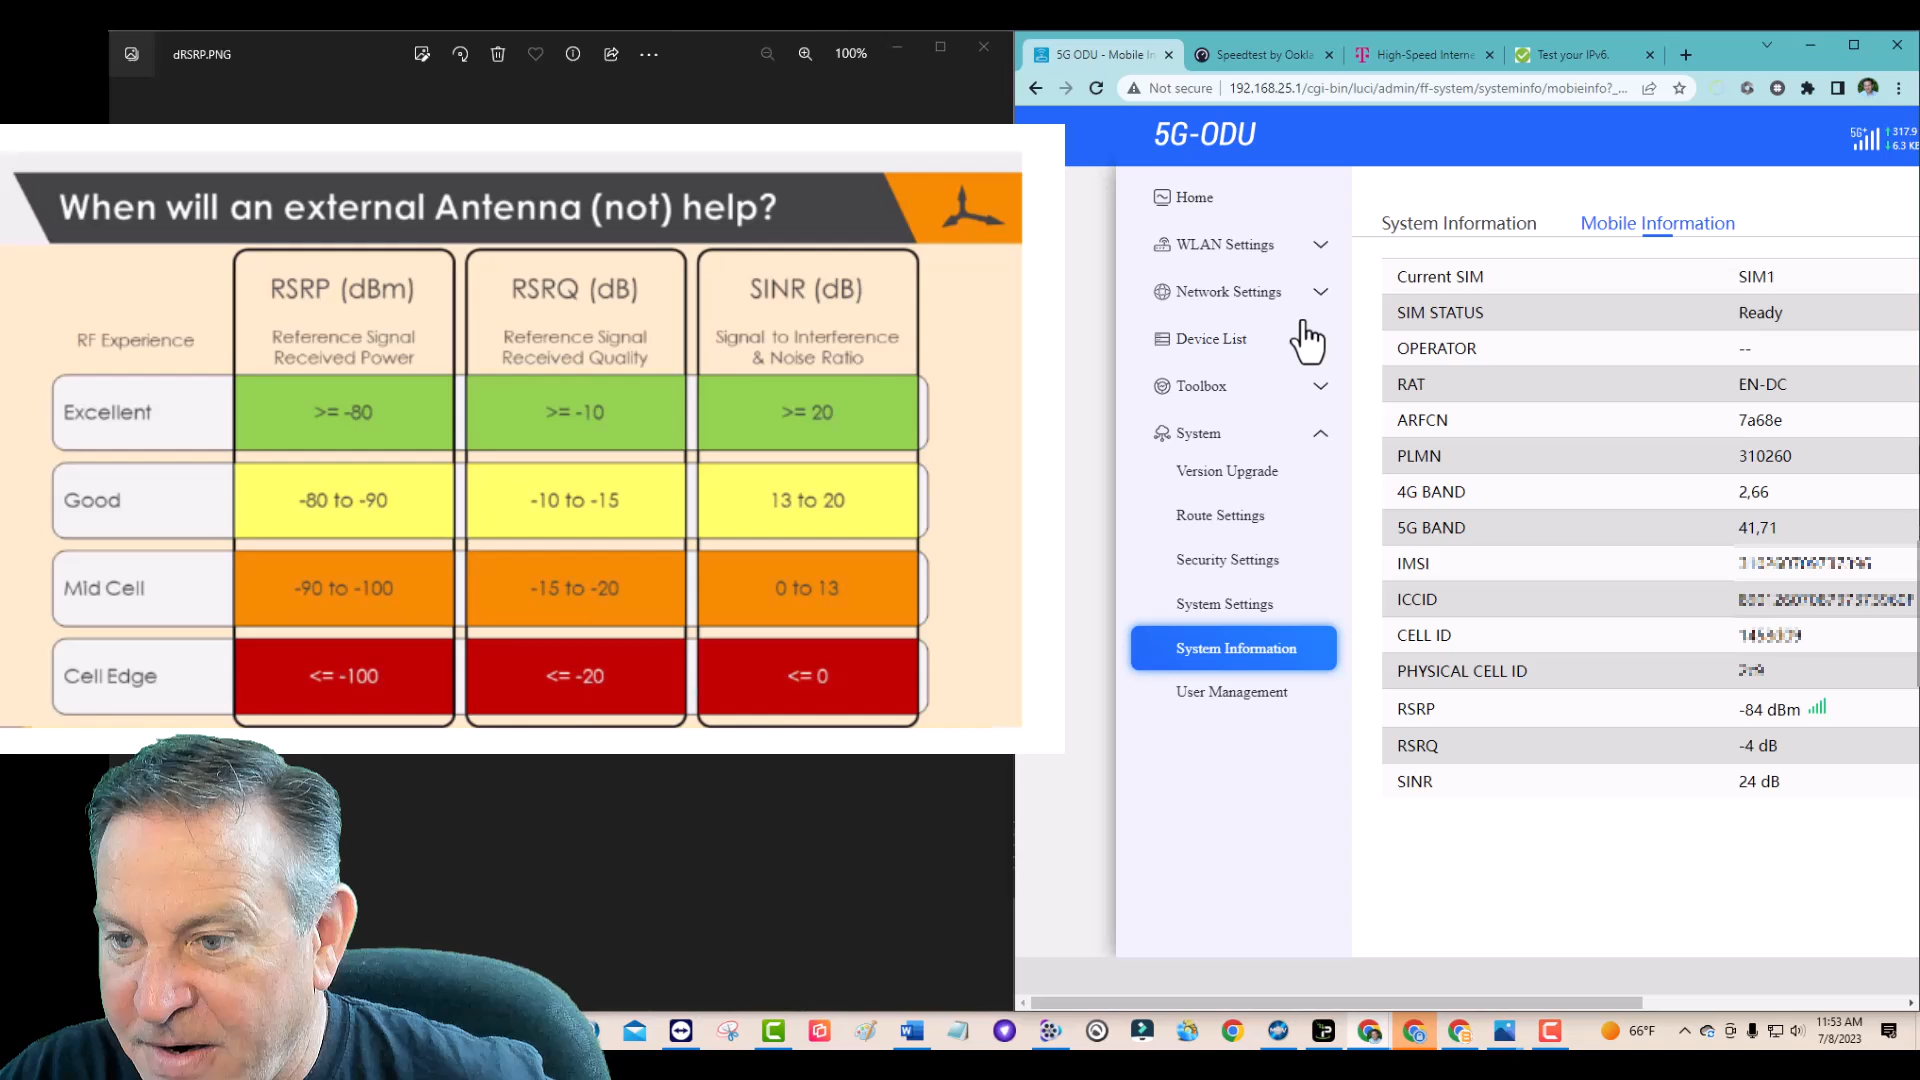 dRSRP.PNG
100%
When will an external Antenna (not) help?
RF Experience
RSRP (dBm)
Reference Signal
Received Power
RSRQ (dB)
Reference Signal
Received Quality
SINR (dB)
Signal to Interference
& Noise Ratio
Excellent >= -80 >= -10 >= 20
Good -80 to -90 -10 to -15 13 to 20
Mid Cell -90 to -100 -15 to -20 0 to 13
Cell Edge <= -100 <= -20 <= 0
5G ODU - Mobile In
Speedtest by Ookla
High-Speed Interne
Test your IPv6.
Not secure 192.168.25.1/cgi-bin/luci/admin/ff-system/systeminfo/mobieinfo?_...
5G-ODU
5G+ 317.9
6.3 KE
Home
WLAN Settings
Network Settings
Device List
Toolbox
System
Version Upgrade
Route Settings
Security Settings
System Settings
System Information
User Management
System Information Mobile Information
Current SIM SIM1
SIM STATUS Ready
OPERATOR --
RAT EN-DC
ARFCN 7a68e
PLMN 310260
4G BAND 2,66
5G BAND 41,71
IMSI
ICCID
CELL ID
PHYSICAL CELL ID
RSRP -84 dBm
RSRQ -4 dB
SINR 24 dB
66°F
11:53 AM
7/8/2023